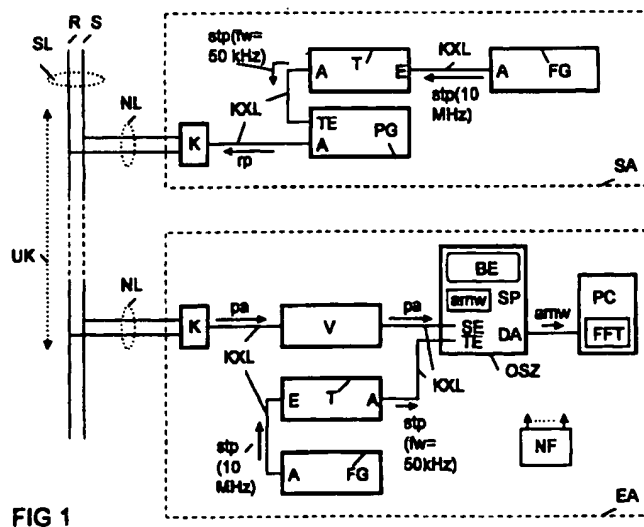 R S
SL
NL
K
UK
stp(fw=
50 kHz)
A T E
KXL
stp(10
MHz)
A FG
KXL
TE
A PG
rp
SA
NL
K
pa
V
pa
KXL
BE
amw SP
SE
TE DA
OSZ
amw
PC
FFT
KXL
E T A
stp
(fw=
50kHz)
stp
(10
MHz)
A FG
NF
EA
FIG 1